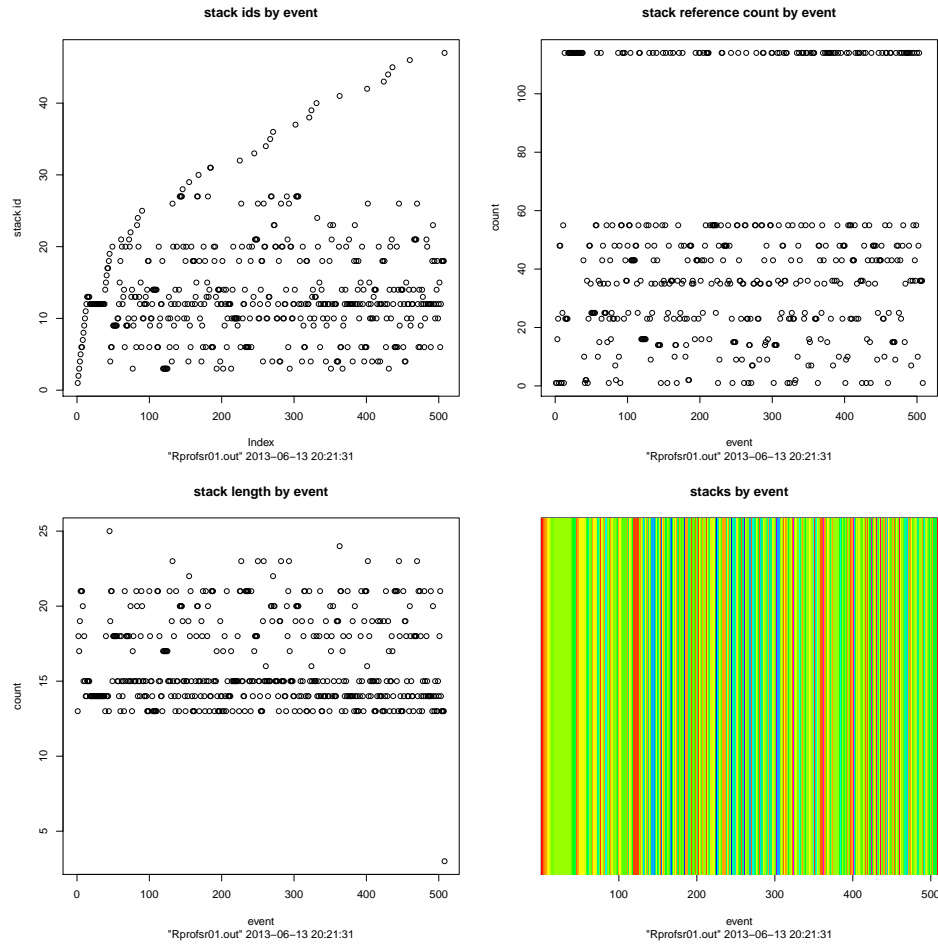 stack ids by event
stack id
0 10 20 30 40
0 100 200 300 400 500
Index
"Rprofsr01.out" 2013−06−13 20:21:31
stack reference count by event
count
0 20 40 60 80 100
0 100 200 300 400 500
event
"Rprofsr01.out" 2013−06−13 20:21:31
stack length by event
count
5 10 15 20 25
0 100 200 300 400 500
event
"Rprofsr01.out" 2013−06−13 20:21:31
stacks by event
100 200 300 400 500
event
"Rprofsr01.out" 2013−06−13 20:21:31